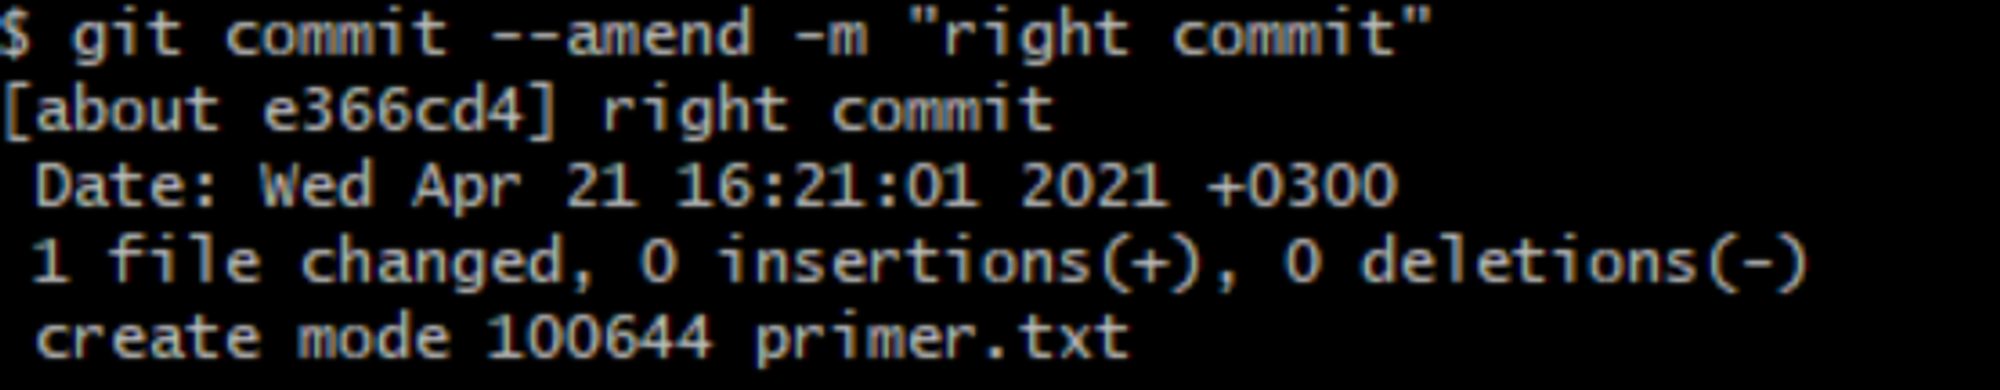 $ git commit --amend -m "right commit"
[about e366cd4] right commit
Date: Wed Apr 21 16:21:01 2021 +0300
1 file changed, 0 insertions(+), 0 deletions(-)
create mode 100644 primer.txt